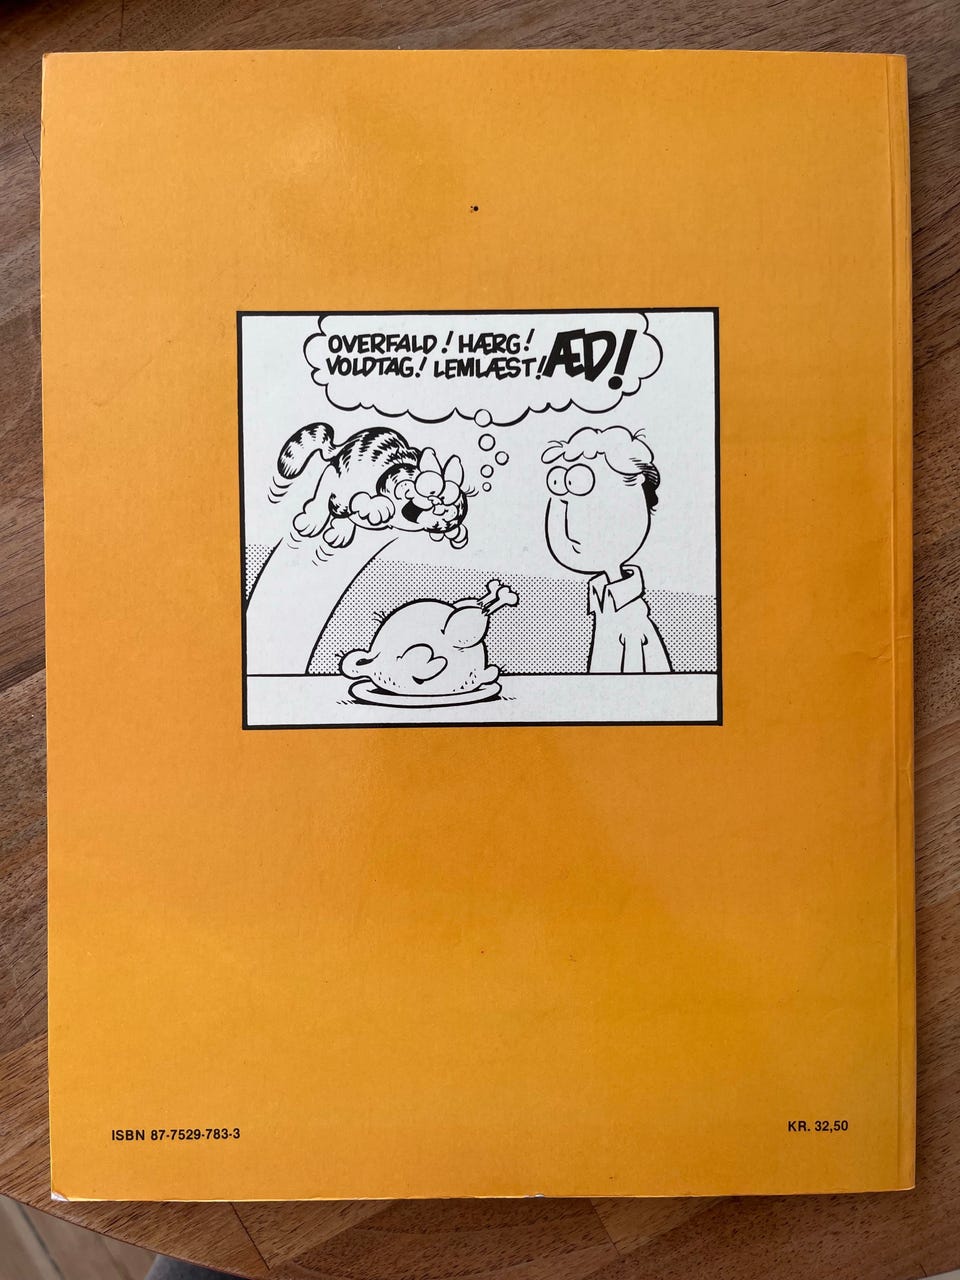 OVERFALD! HÆRG!
VOLDTAG! LEMLÆST! ÆD!
ISBN 87-7529-783-3
KR. 32,50